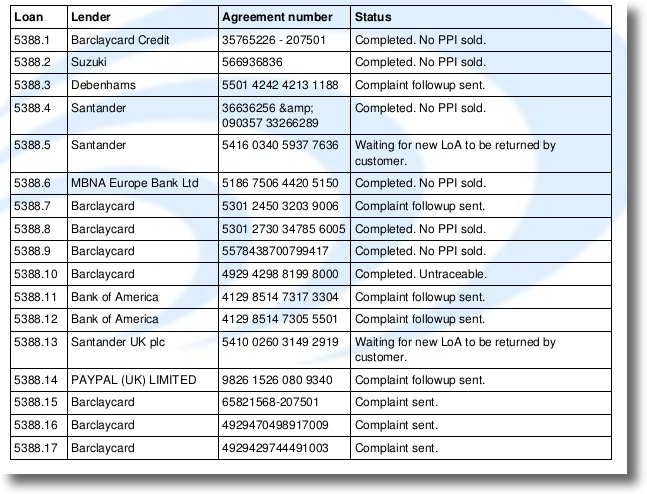 Loan Lender Agreement number Status
5388.1 Barclaycard Credit 35765226 - 207501 Completed. No PPI sold.
5388.2 Suzuki 566936836 Completed. No PPI sold.
5388.3 Debenhams 5501 4242 4213 1188 Complaint followup sent.
5388.4 Santander 36636256 &amp; Completed. No PPI sold.
090357 33266289
5388.5 Santander 5416 0340 5937 7636 Waiting for new LoA to be returned by
customer.
5388.6 MBNA Europe Bank Ltd 5186 7506 4420 5150 Completed. No PPI sold.
5388.7 Barclaycard 5301 2450 3203 9006 Complaint followup sent.
5388.8 Barclaycard 5301 2730 34785 6005 Completed. No PPI sold.
5388.9 Barclaycard 5578438700799417 Completed. No PPI sold.
5388.10 Barclaycard 4929 4298 8199 8000 Completed. Untraceable.
5388.11 Bank of America 4129 8514 7317 3304 Complaint followup sent.
5388.12 Bank of America 4129 8514 7305 5501 Complaint followup sent.
5388.13 Santander UK plc 5410 0260 3149 2919 Waiting for new LoA to be returned by
customer.
5388.14 PAYPAL (UK) LIMITED 9826 1526 080 9340 Complaint followup sent.
5388.15 Barclaycard 65821568-207501 Complaint sent.
5388.16 Barclaycard 4929470498917009 Complaint sent.
5388.17 Barclaycard 4929429744491003 Complaint sent.